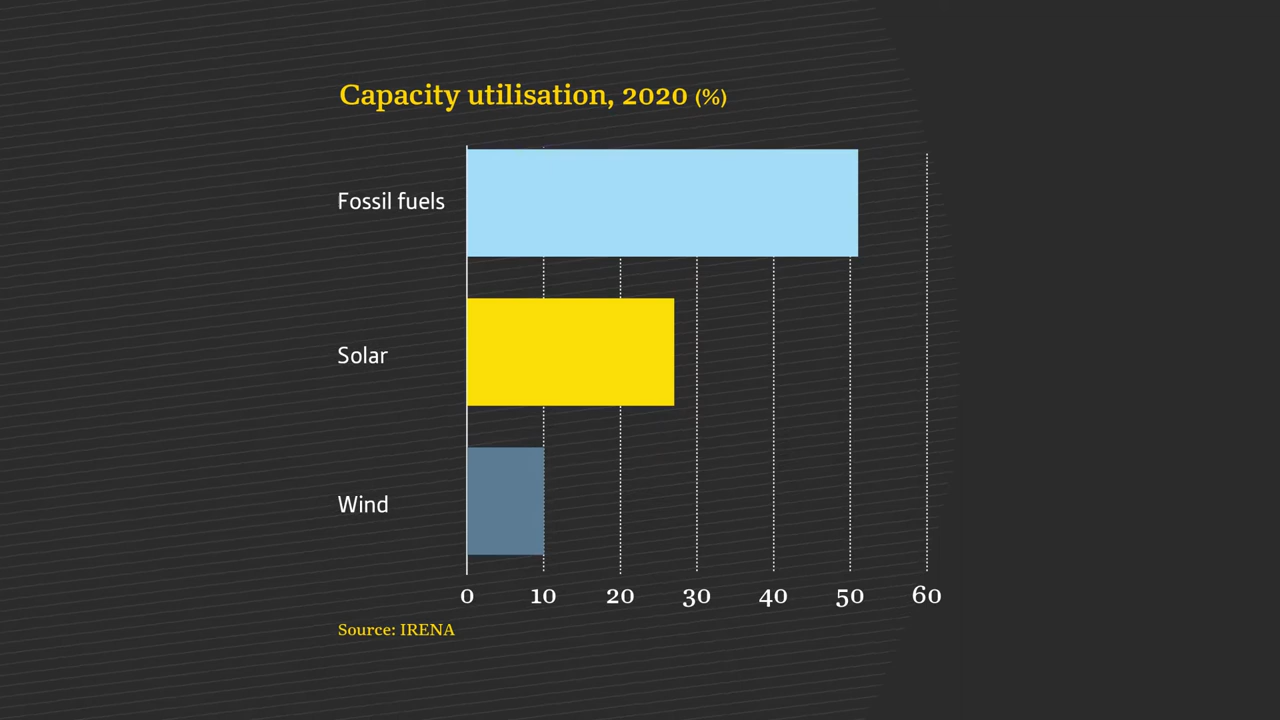 Capacity utilisation, 2020 (%)
Fossil fuels
Solar
Wind
0 10 20 30 40 50 60
Source: IRENA